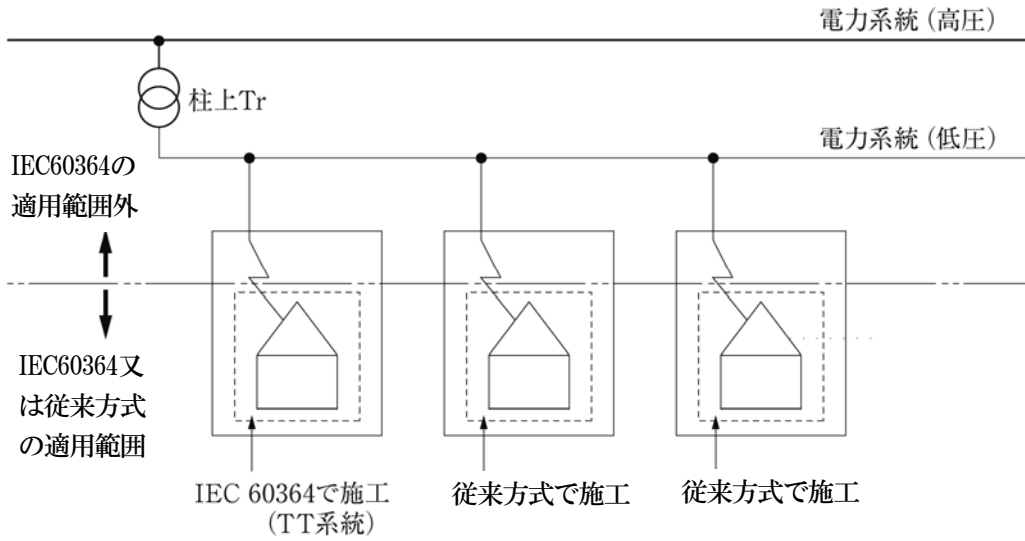 電力系統（高圧）
柱上Tr
電力系統（低圧）
IEC60364の
適用範囲外
IEC60364又
は従来方式
の適用範囲
IEC 60364で施工
（TT系統）
従来方式で施工
従来方式で施工